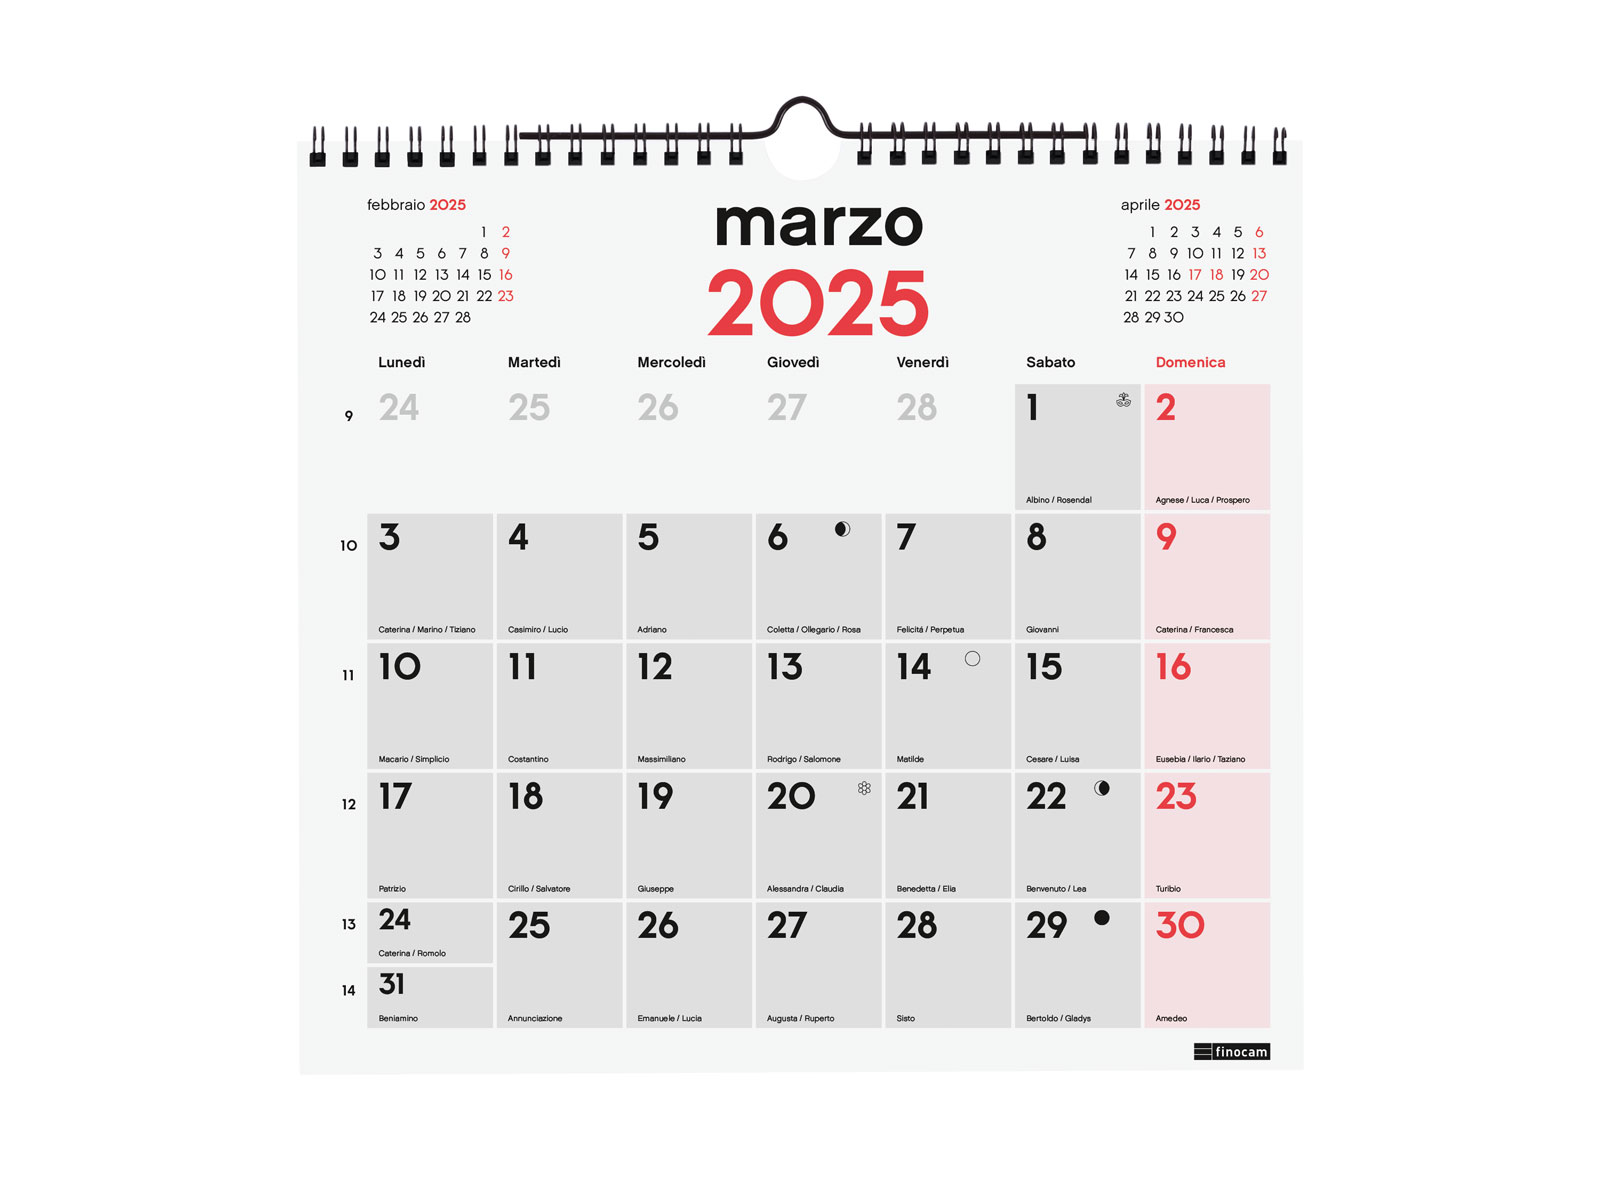 febbraio 2025
1 2
3 4 5 6 7 8 9
10 11 12 13 14 15 16
17 18 19 20 21 22 23
24 25 26 27 28
marzo
2025
aprile 2025
1 2 3 4 5 6
7 8 9 10 11 12 13
14 15 16 17 18 19 20
21 22 23 24 25 26 27
28 29 30
Lunedì Martedì Mercoledì Giovedì Venerdì Sabato Domenica
9 24 25 26 27 28 1 2
Albino / Rosendal Agnese / Luca / Prospero
10 3 4 5 6 7 8 9
Caterina / Marino / Tiziano Casimiro / Lucio Adriano Coletta / Ollegario / Rosa Felicitá / Perpetua Giovanni Caterina / Francesca
11 10 11 12 13 14 15 16
Macario / Simplicio Costantino Massimiliano Rodrigo / Salomone Matilde Cesare / Luisa Eusebia / Ilario / Taziano
12 17 18 19 20 21 22 23
Patrizio Cirillo / Salvatore Giuseppe Alessandra / Claudia Benedetta / Elia Benvenuto / Lea Turibio
13 24 25 26 27 28 29 30
Caterina / Romolo
14 31
Beniamino Annunciazione Emanuele / Lucia Augusta / Ruperto Sisto Bertoldo / Gladys Amedeo
finocam